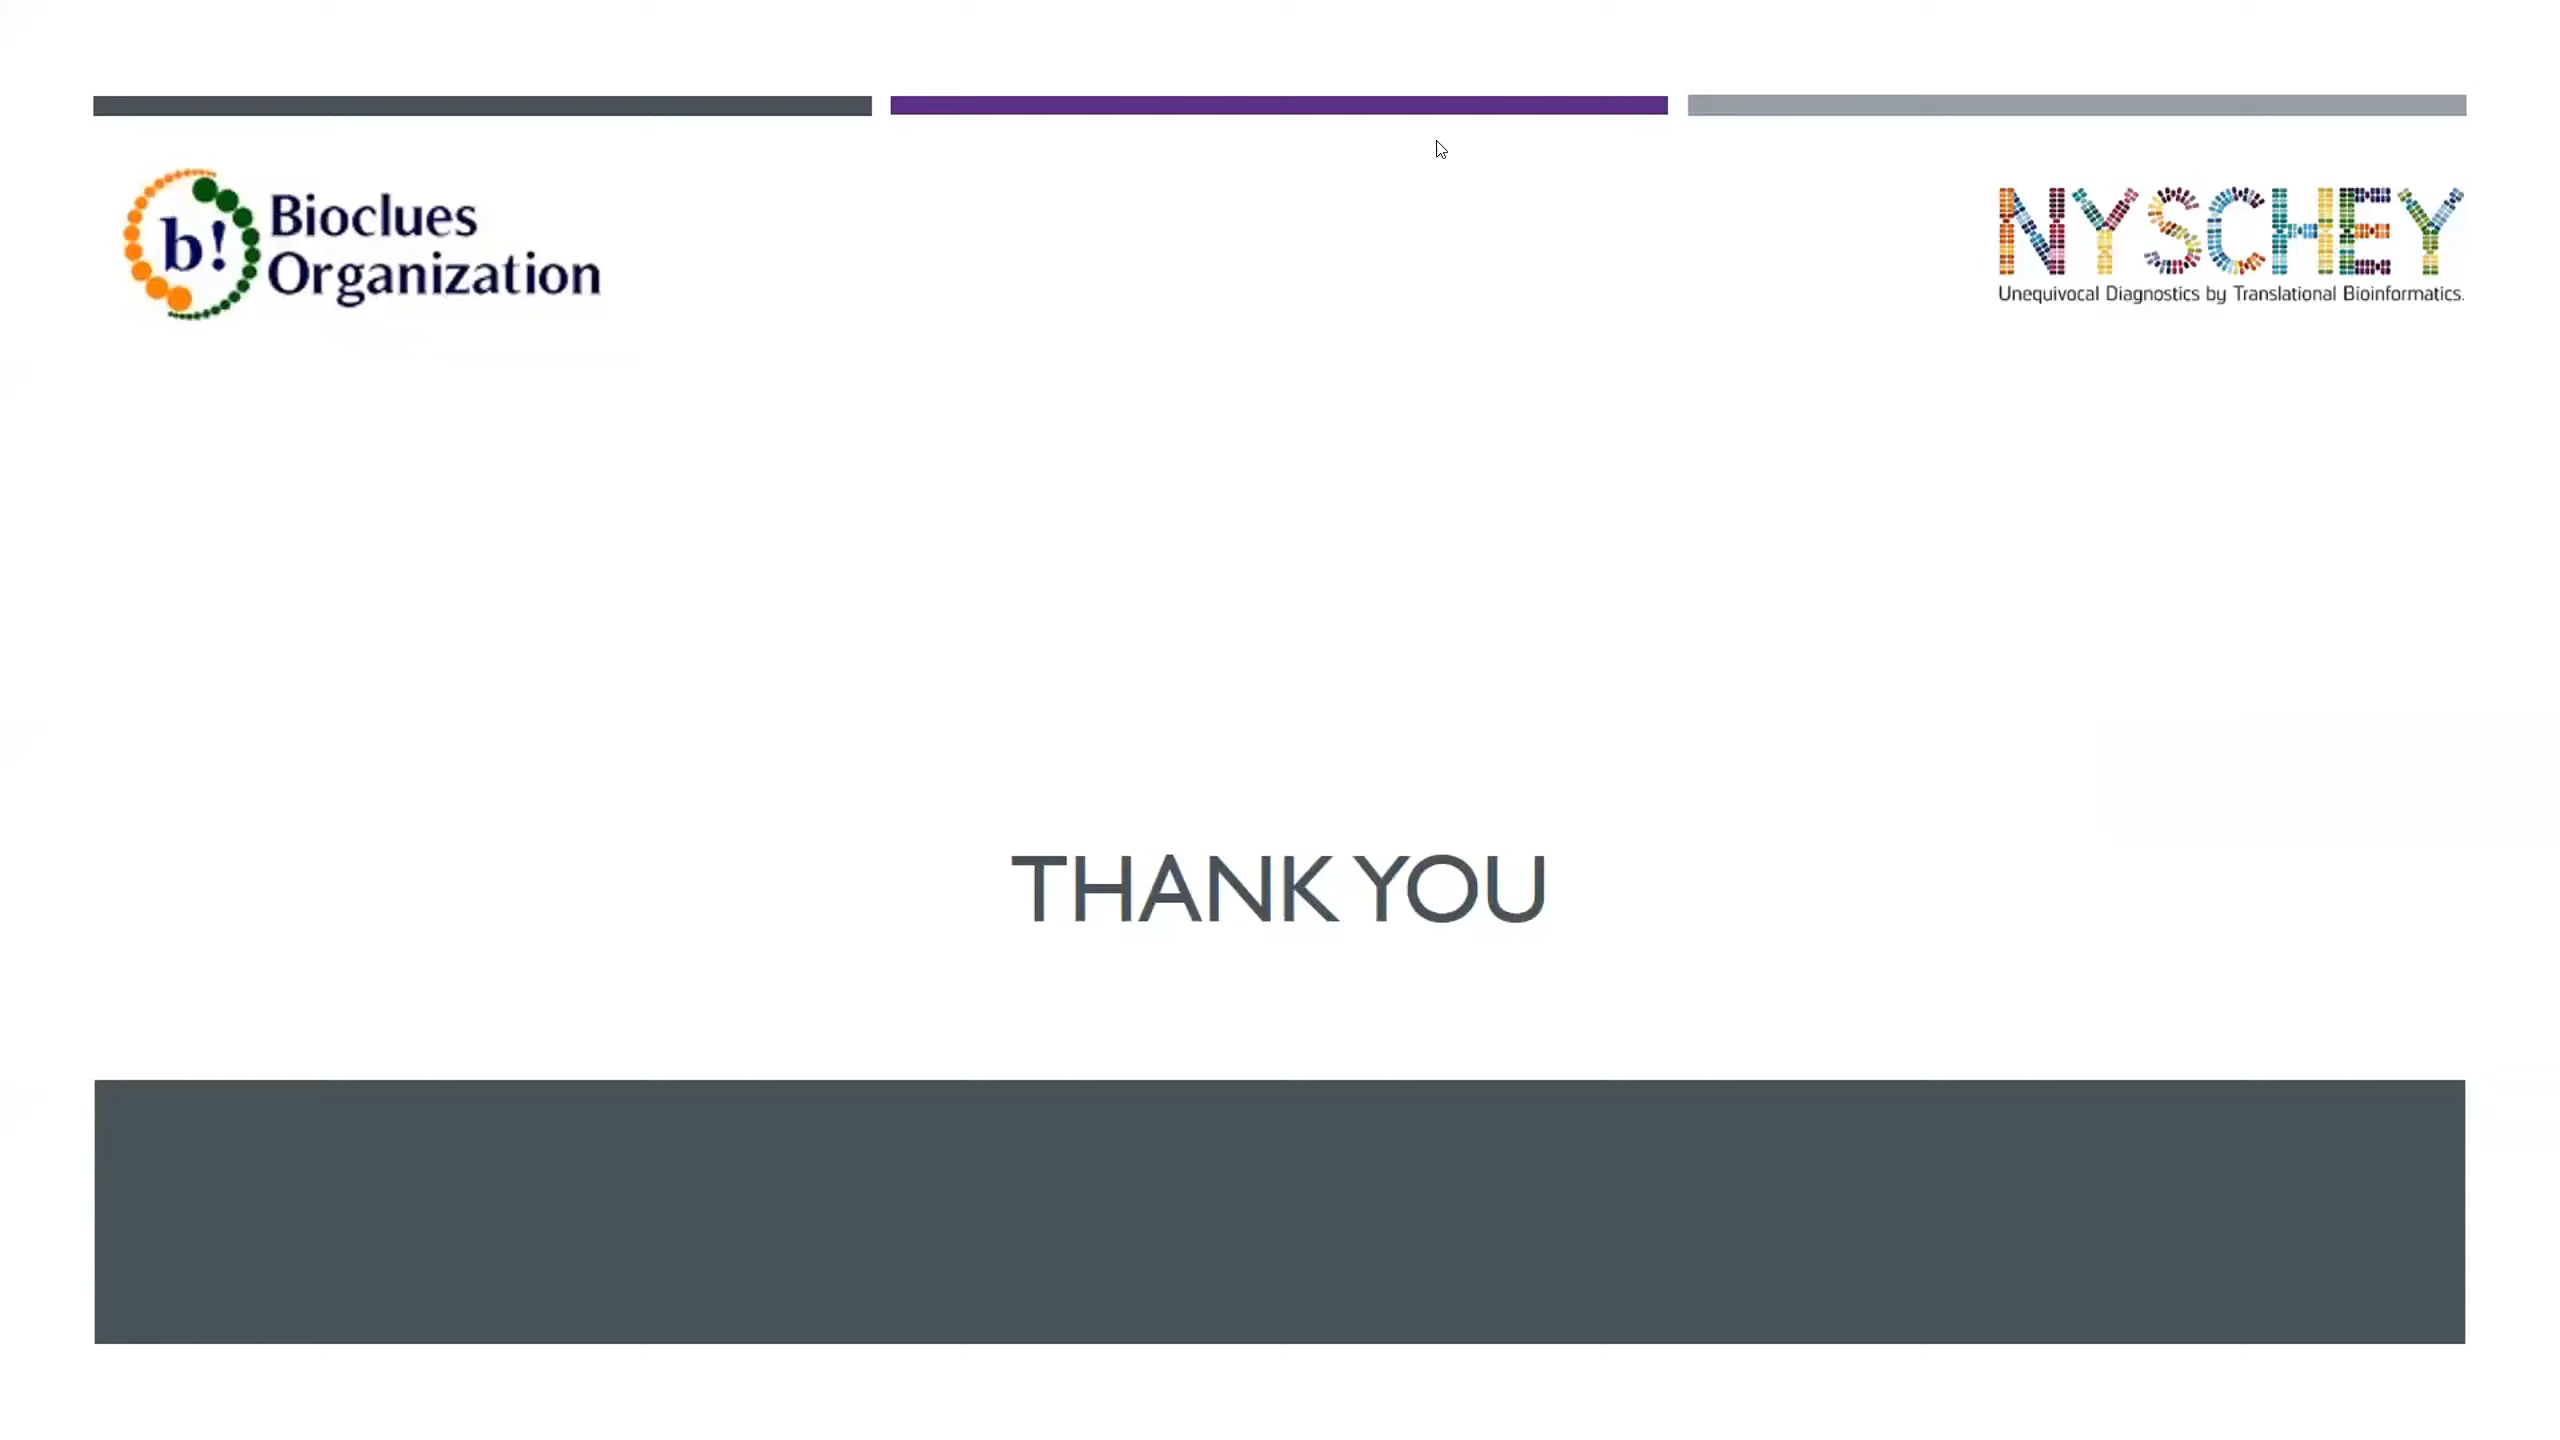 b!
Bioclues
Organization
NYSCHEY
Unequivocal Diagnostics by Translational Bioinformatics.
THANK YOU